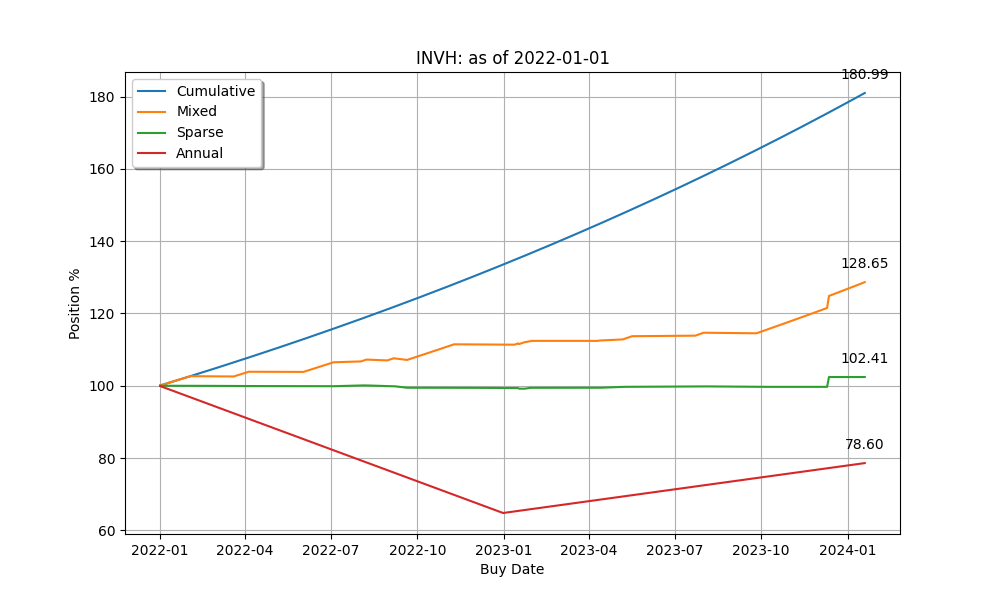 INVH: as of 2022-01-01
180.99
180
Cumulative
Mixed
Sparse
Annual
160
140
128.65
120
102.41
100
80
78.60
60
Position %
2022-01 2022-04 2022-07 2022-10 2023-01 2023-04 2023-07 2023-10 2024-01
Buy Date